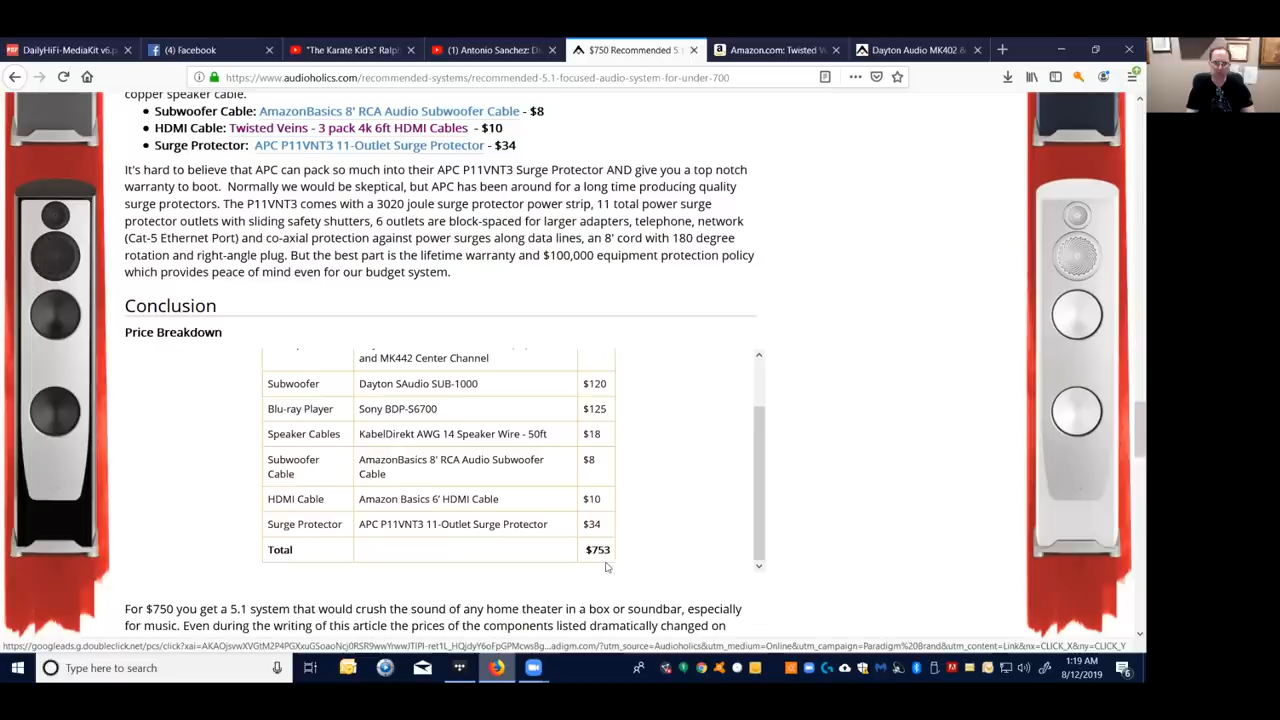 DailyHiFi-MediaKit v6.p
(4) Facebook
"The Karate Kid's" Ralp
(1) Antonio Sanchez: D
$750 Recommended 5.
Amazon.com: Twisted V
Dayton Audio MK402 &
https://www.audioholics.com/recommended-systems/recommended-5.1-focused-audio-system-for-under-700
copper speaker cable.
• Subwoofer Cable: AmazonBasics 8' RCA Audio Subwoofer Cable - $8
• HDMI Cable: Twisted Veins - 3 pack 4k 6ft HDMI Cables - $10
• Surge Protector: APC P11VNT3 11-Outlet Surge Protector - $34
It's hard to believe that APC can pack so much into their APC P11VNT3 Surge Protector AND give you a top notch
warranty to boot. Normally we would be skeptical, but APC has been around for a long time producing quality
surge protectors. The P11VNT3 comes with a 3020 joule surge protector power strip, 11 total power surge
protector outlets with sliding safety shutters, 6 outlets are block-spaced for larger adapters, telephone, network
(Cat-5 Ethernet Port) and co-axial protection against power surges along data lines, an 8' cord with 180 degree
rotation and right-angle plug. But the best part is the lifetime warranty and $100,000 equipment protection policy
which provides peace of mind even for our budget system.
Conclusion
Price Breakdown
and MK442 Center Channel
Subwoofer Dayton SAudio SUB-1000 $120
Blu-ray Player Sony BDP-S6700 $125
Speaker Cables KabelDirekt AWG 14 Speaker Wire - 50ft $18
Subwoofer AmazonBasics 8' RCA Audio Subwoofer $8
Cable Cable
HDMI Cable Amazon Basics 6' HDMI Cable $10
Surge Protector APC P11VNT3 11-Outlet Surge Protector $34
Total $753
For $750 you get a 5.1 system that would crush the sound of any home theater in a box or soundbar, especially
for music. Even during the writing of this article the prices of the components listed dramatically changed on
Type here to search
1:19 AM
8/12/2019